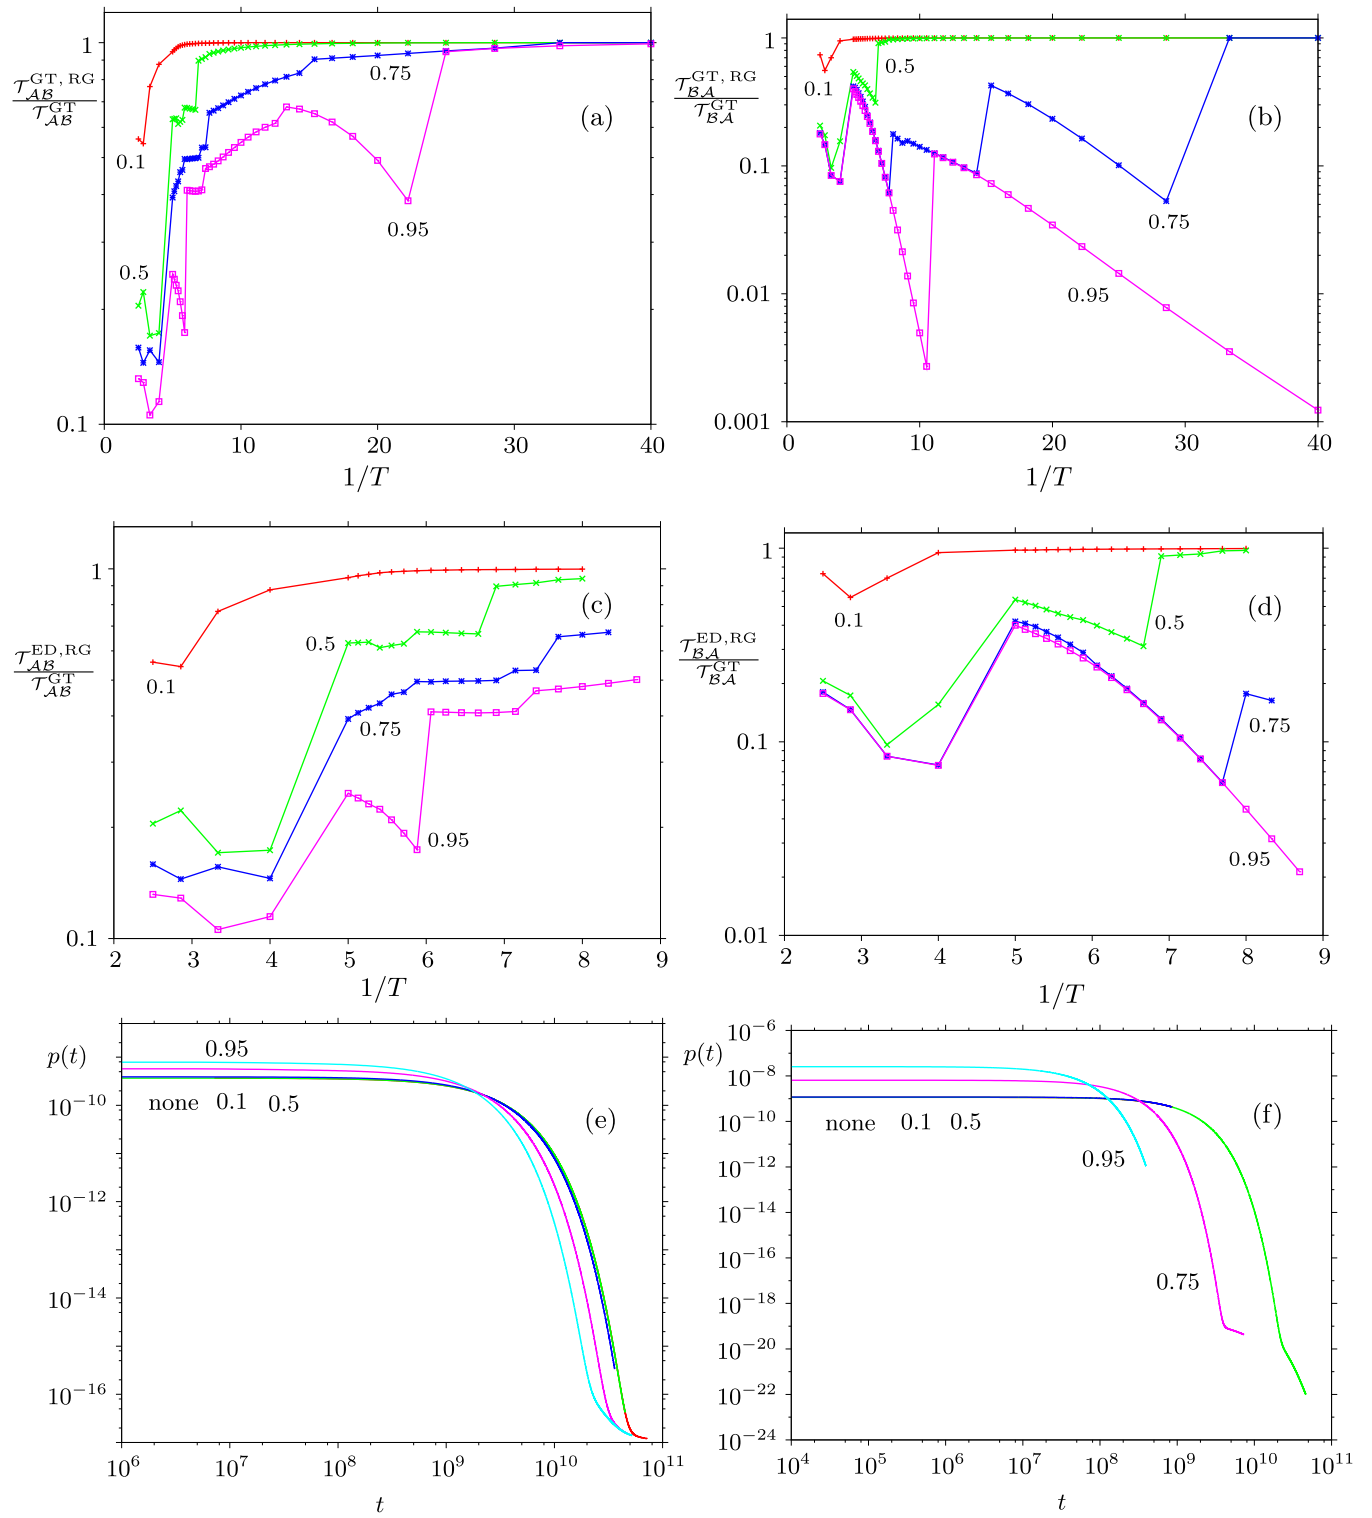 𝒯_𝒜ℬ^GT, RG / 𝒯_𝒜ℬ^GT
1
0.1
0.1
0.5
0.75
0.95
(a)
0 10 20 30 40
1/T
𝒯_ℬ𝒜^GT, RG / 𝒯_ℬ𝒜^GT
1
0.1
0.01
0.001
0.1
0.5
0.75
0.95
(b)
0 10 20 30 40
1/T
𝒯_𝒜ℬ^ED,RG / 𝒯_𝒜ℬ^GT
1
0.1
0.1
0.5
0.75
0.95
(c)
2 3 4 5 6 7 8 9
1/T
𝒯_ℬ𝒜^ED,RG / 𝒯_ℬ𝒜^GT
1
0.1
0.01
0.1
0.5
0.75
0.95
(d)
2 3 4 5 6 7 8 9
1/T
p(t)
10^−10
10^−12
10^−14
10^−16
0.95
none 0.1 0.5
(e)
10^6 10^7 10^8 10^9 10^10 10^11
t
p(t)
10^−6
10^−8
10^−10
10^−12
10^−14
10^−16
10^−18
10^−20
10^−22
10^−24
none 0.1 0.5
0.95
0.75
(f)
10^4 10^5 10^6 10^7 10^8 10^9 10^10 10^11
t